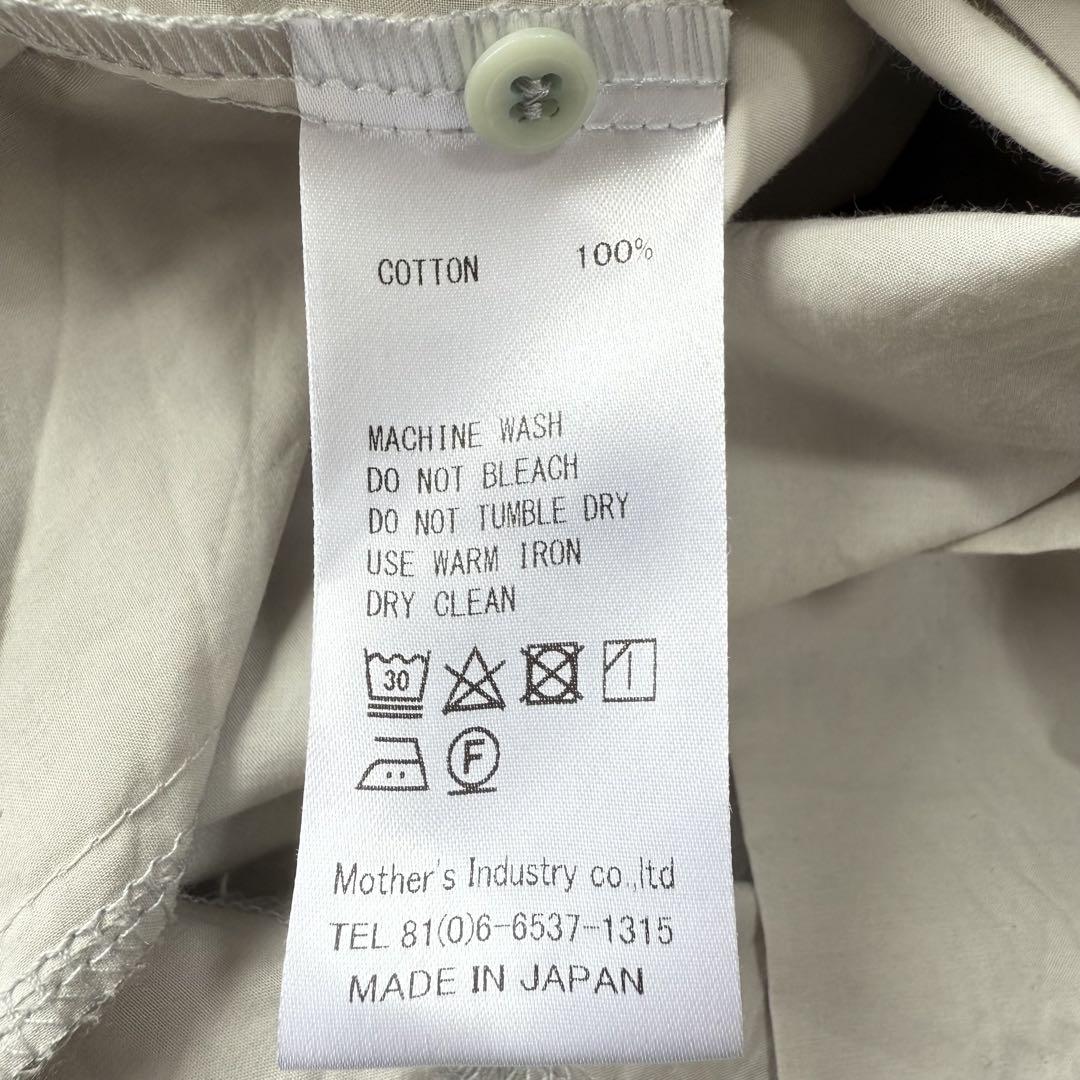 COTTON 100%
MACHINE WASH
DO NOT BLEACH
DO NOT TUMBLE DRY
USE WARM IRON
DRY CLEAN
30
F
Mother's Industry co.,ltd
TEL 81(0)6-6537-1315
MADE IN JAPAN